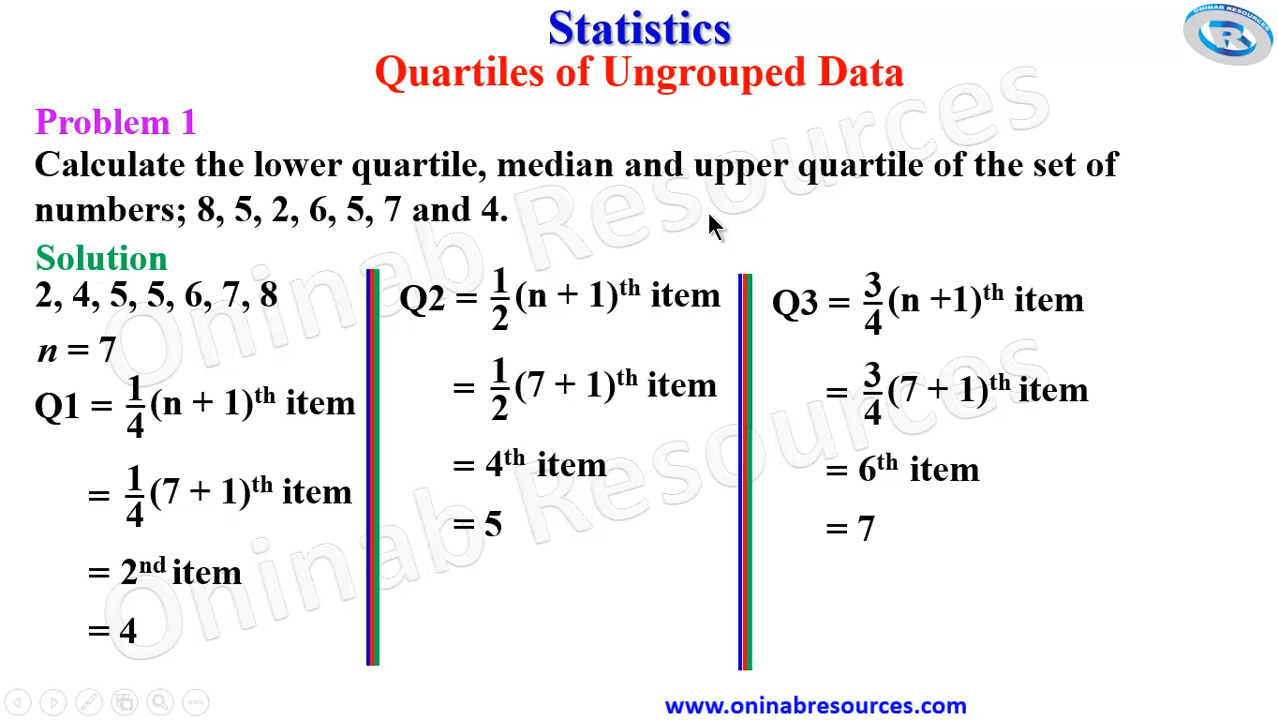 Statistics
Quartiles of Ungrouped Data
ONINAB RESOURCES
R
Problem 1
Calculate the lower quartile, median and upper quartile of the set of
numbers; 8, 5, 2, 6, 5, 7 and 4.
Solution
2, 4, 5, 5, 6, 7, 8
n = 7
Q1 = 1/4 (n + 1)th item
= 1/4 (7 + 1)th item
= 2nd item
= 4
Q2 = 1/2 (n + 1)th item
= 1/2 (7 + 1)th item
= 4th item
= 5
Q3 = 3/4 (n +1)th item
= 3/4 (7 + 1)th item
= 6th item
= 7
Oninab Resources
Oninab Resources
www.oninabresources.com